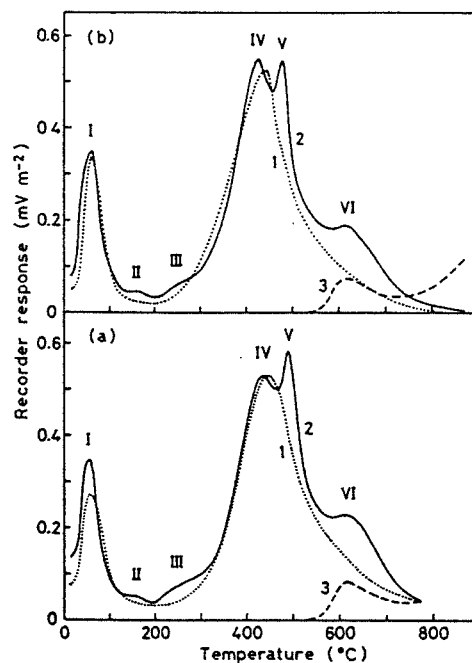 (b)
0.6
0.4
0.2
0
I
II
III
IV
V
VI
1
2
3
Recorder response (mV m⁻²)
(a)
0.6
0.4
0.2
0
I
II
III
IV
V
VI
1
2
3
0 200 400 600 800
Temperature (°C)